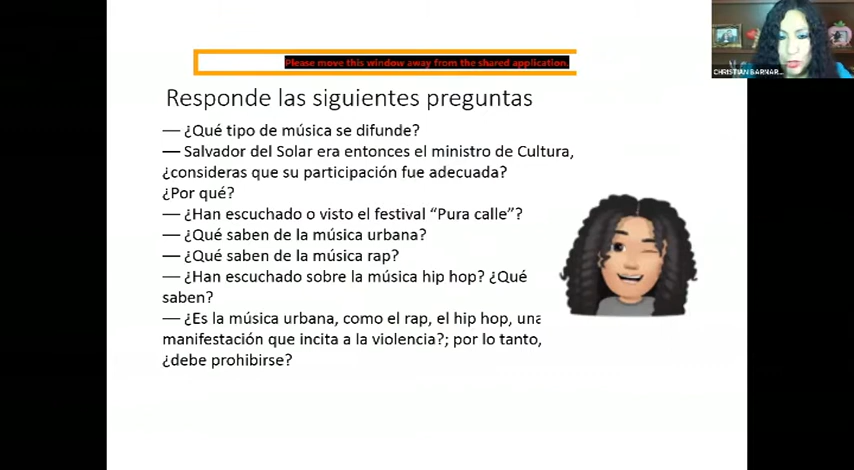 CHRISTIAN BARNAR...
Please move this window away from the shared application.
Responde las siguientes preguntas
— ¿Qué tipo de música se difunde?
— Salvador del Solar era entonces el ministro de Cultura,
¿consideras que su participación fue adecuada?
¿Por qué?
— ¿Han escuchado o visto el festival “Pura calle”?
— ¿Qué saben de la música urbana?
— ¿Qué saben de la música rap?
— ¿Han escuchado sobre la música hip hop? ¿Qué
saben?
— ¿Es la música urbana, como el rap, el hip hop, una
manifestación que incita a la violencia?; por lo tanto,
¿debe prohibirse?